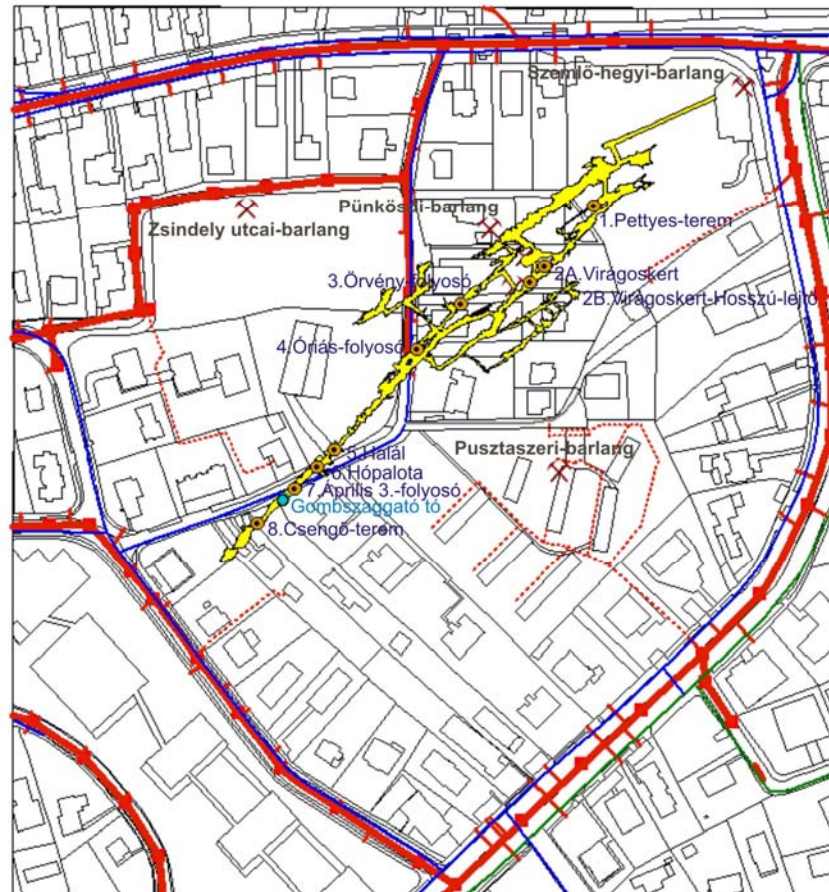 Szemlő-hegyi-barlang
Pünkösdi-barlang
1.Pettyes-terem
Zsindely utcai-barlang
2A.Virágoskert
3.Örvény-folyosó
2B.Virágoskert-Hosszú-lejtő
4.Óriás-folyosó
5.Halál
Pusztaszeri-barlang
6.Hópalota
7.Április 3.-folyosó
Gombszaggató tó
8.Csengő-terem